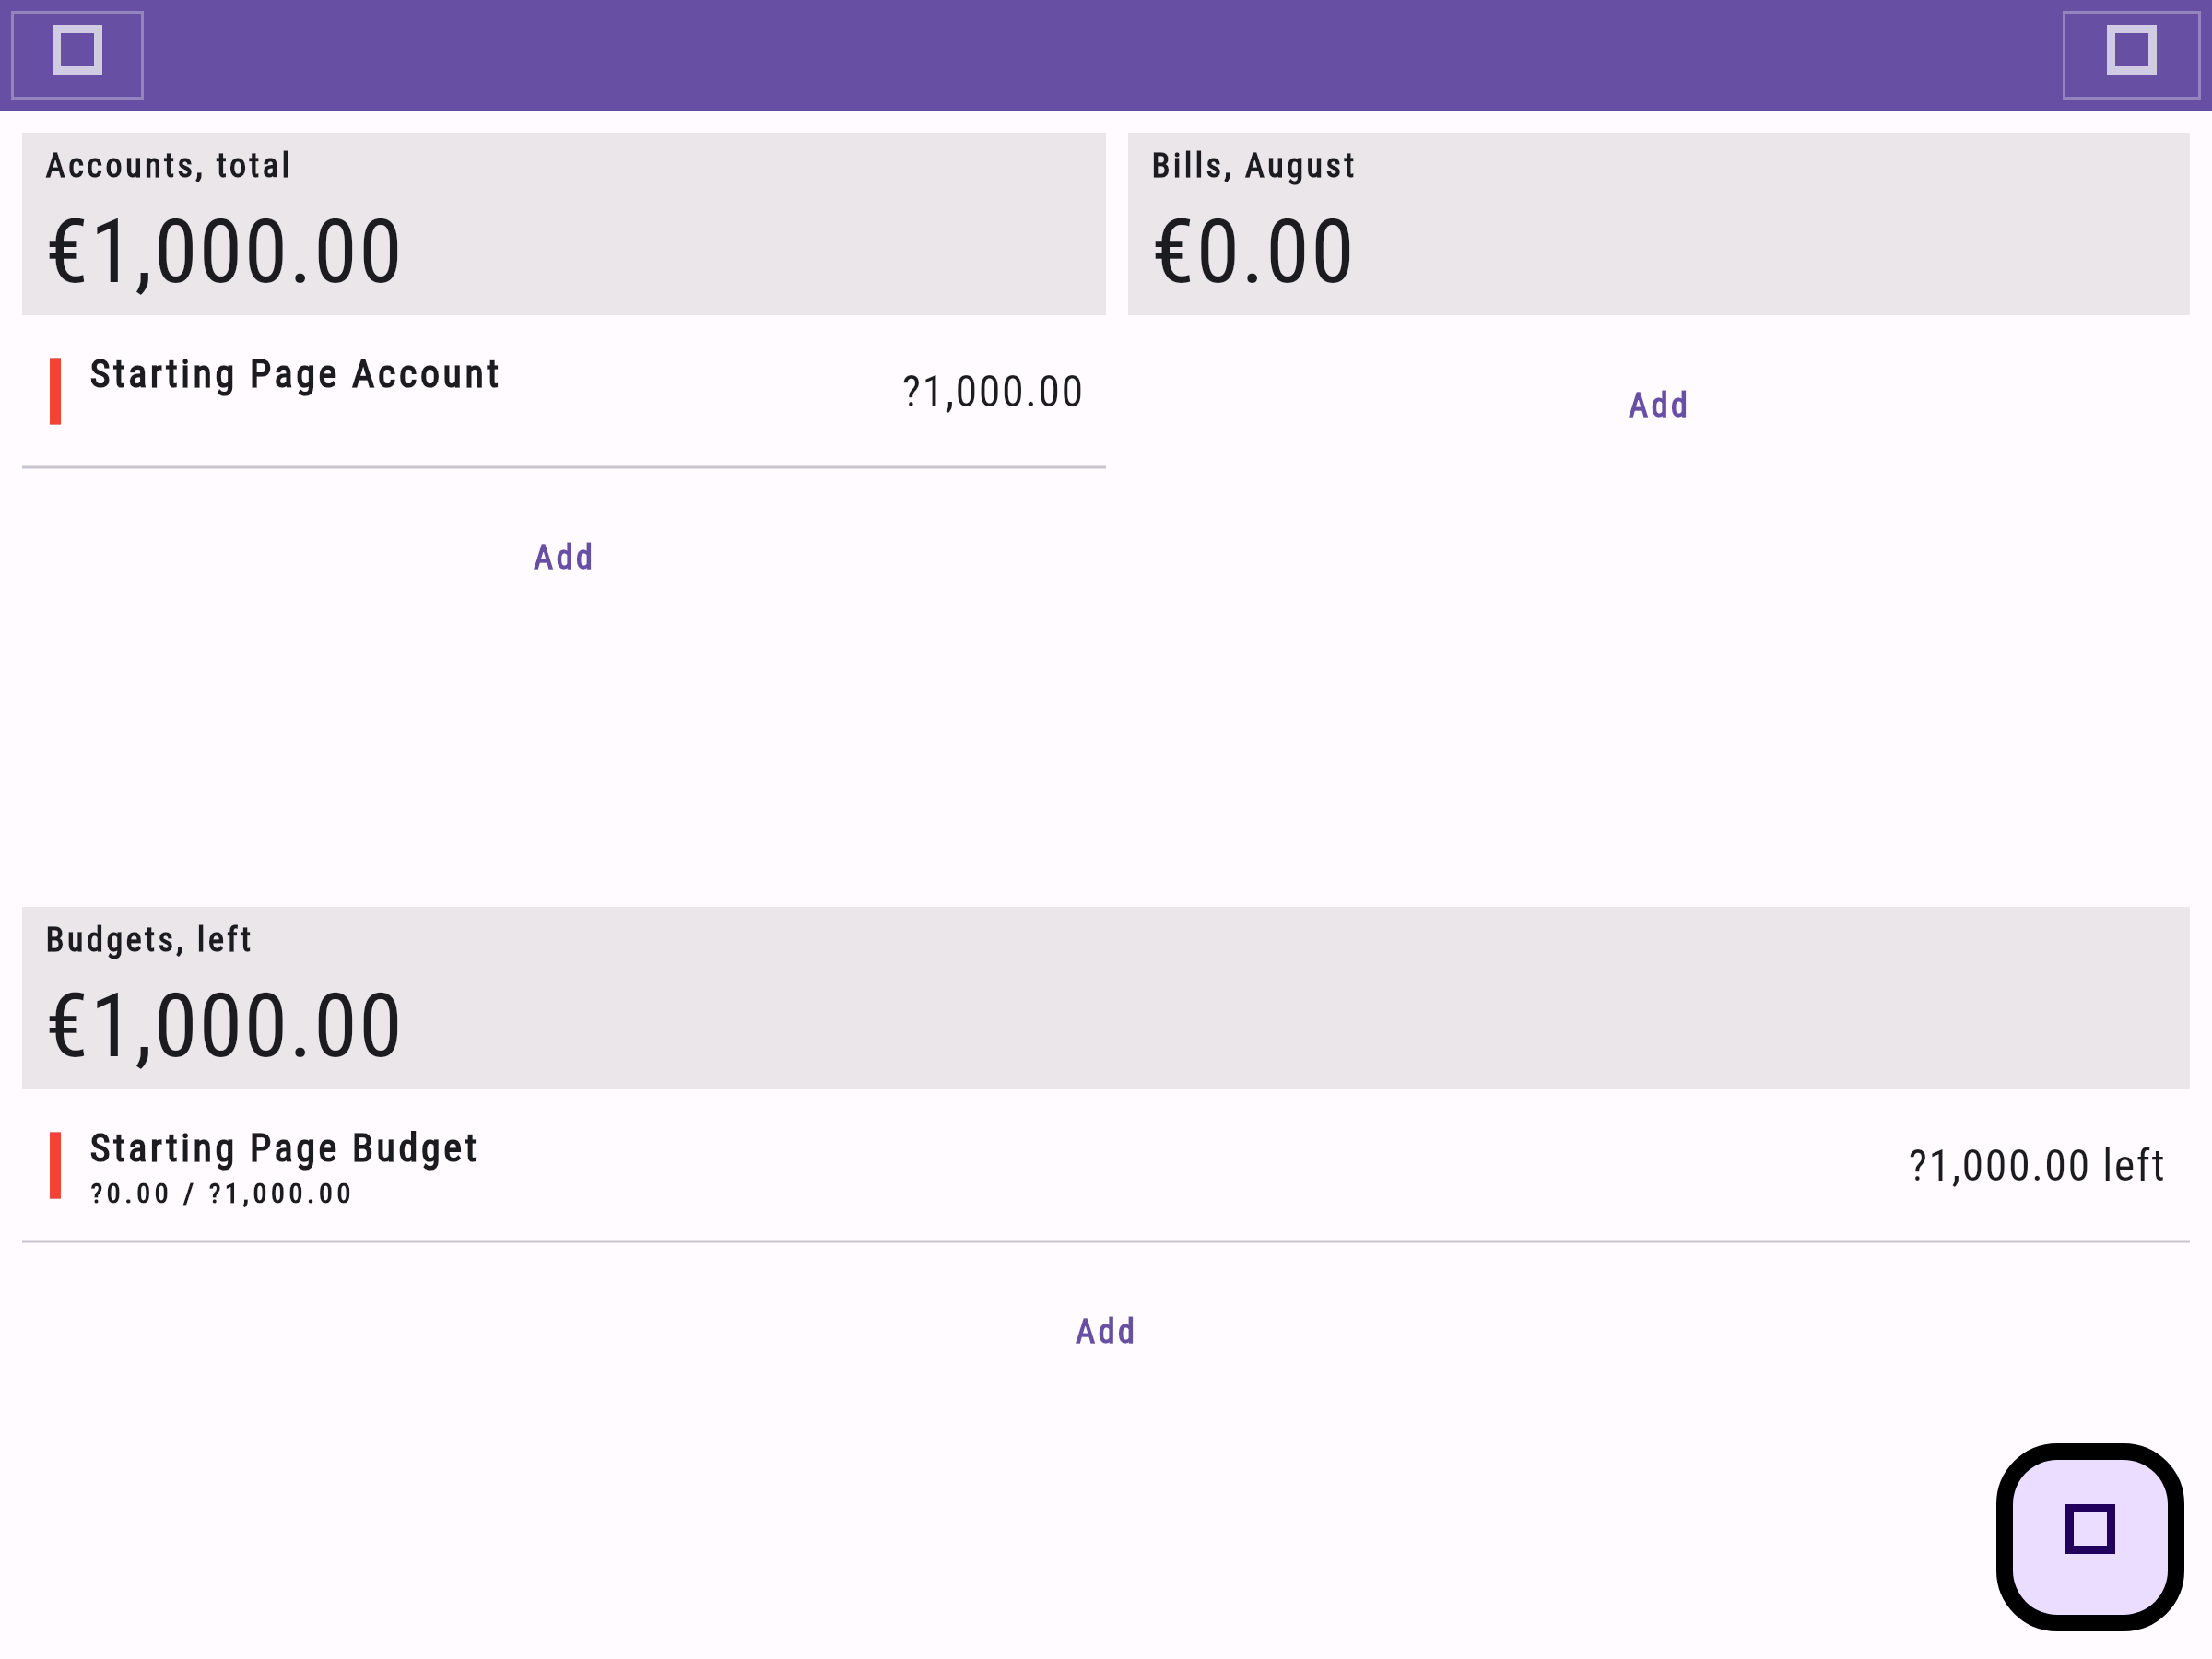 Accounts, total
€1,000.00
Starting Page Account
?1,000.00
Add
Bills, August
€0.00
Add
Budgets, left
€1,000.00
Starting Page Budget
?0.00 / ?1,000.00
?1,000.00 left
Add